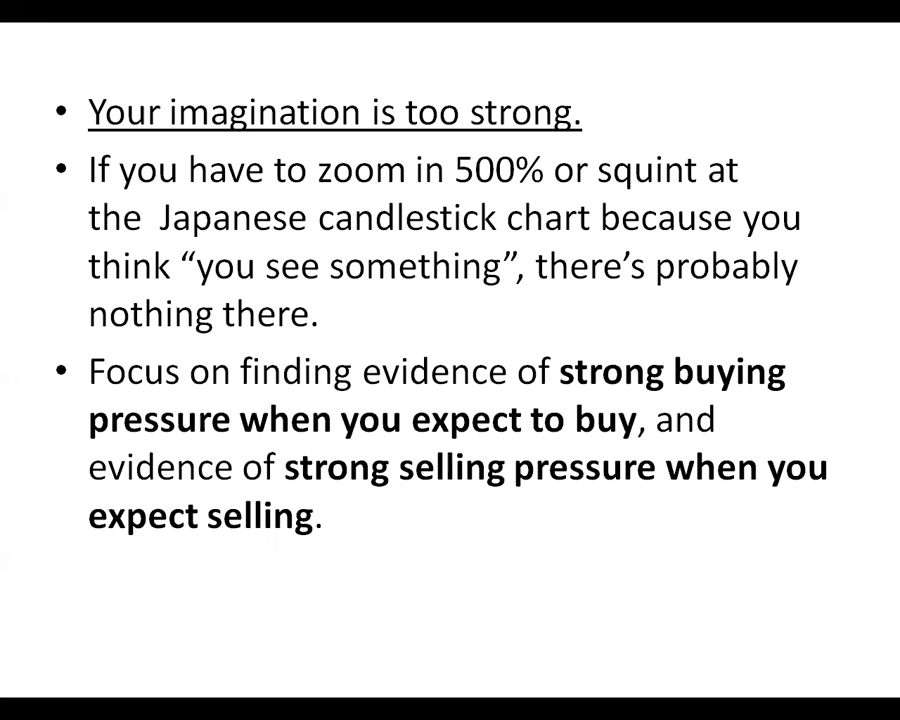 • Your imagination is too strong.
• If you have to zoom in 500% or squint at
the  Japanese candlestick chart because you
think “you see something”, there’s probably
nothing there.
• Focus on finding evidence of strong buying
pressure when you expect to buy, and
evidence of strong selling pressure when you
expect selling.